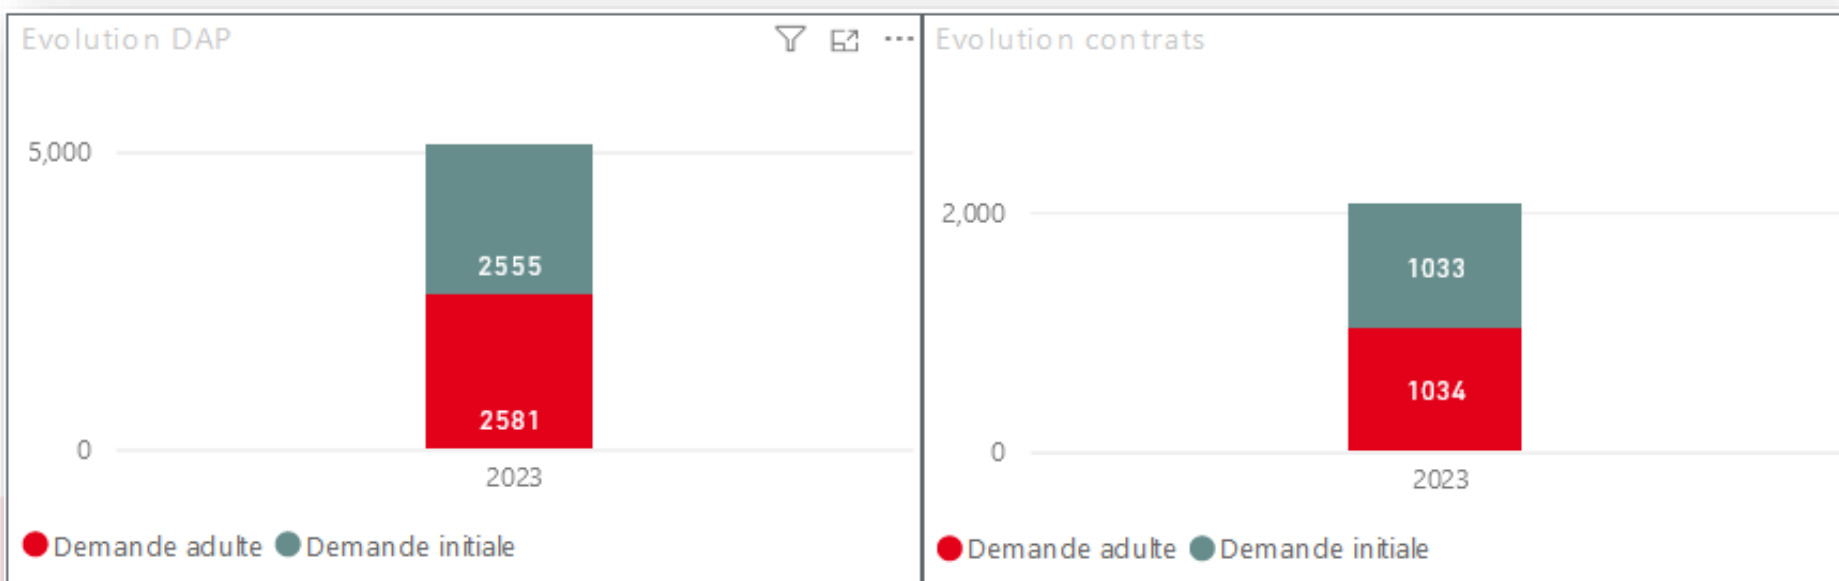 Evolution DAP
5,000
2555
2581
0
2023
Demande adulte Demande initiale
Evolution contrats
2,000
1033
1034
0
2023
Demande adulte Demande initiale